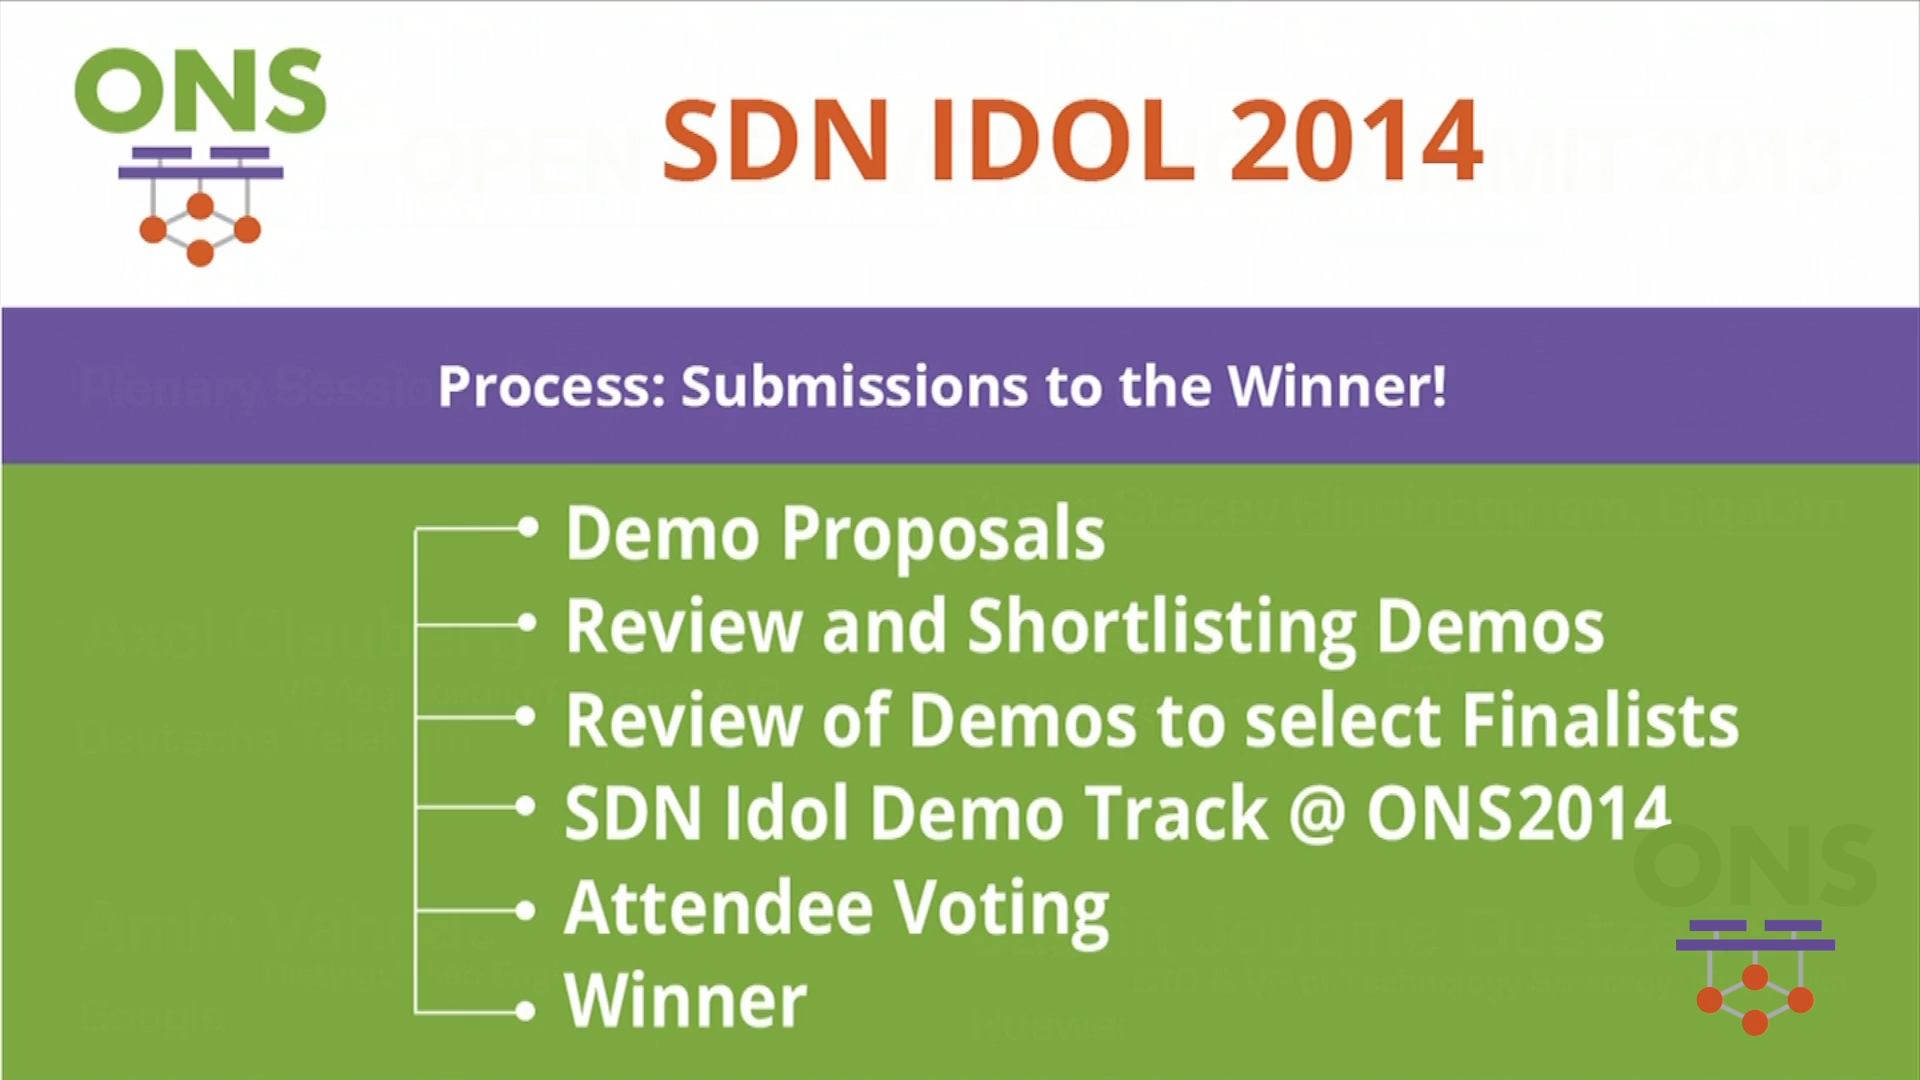 ONS
SDN IDOL 2014
Process: Submissions to the Winner!
Demo Proposals
Review and Shortlisting Demos
Review of Demos to select Finalists
SDN Idol Demo Track @ ONS2014
Attendee Voting
Winner
ONS